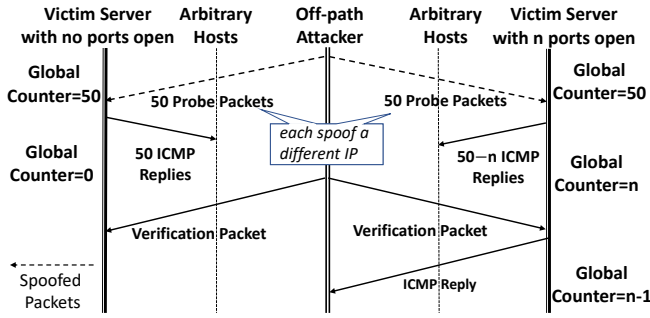 Victim Server
with no ports open
Arbitrary
Hosts
Off-path
Attacker
Arbitrary
Hosts
Victim Server
with n ports open
Global
Counter=50
Global
Counter=50
50 Probe Packets
50 Probe Packets
each spoof a
different IP
50 ICMP
Replies
50−n ICMP
Replies
Global
Counter=0
Global
Counter=n
Verification Packet
Verification Packet
Spoofed
Packets
ICMP Reply
Global
Counter=n-1